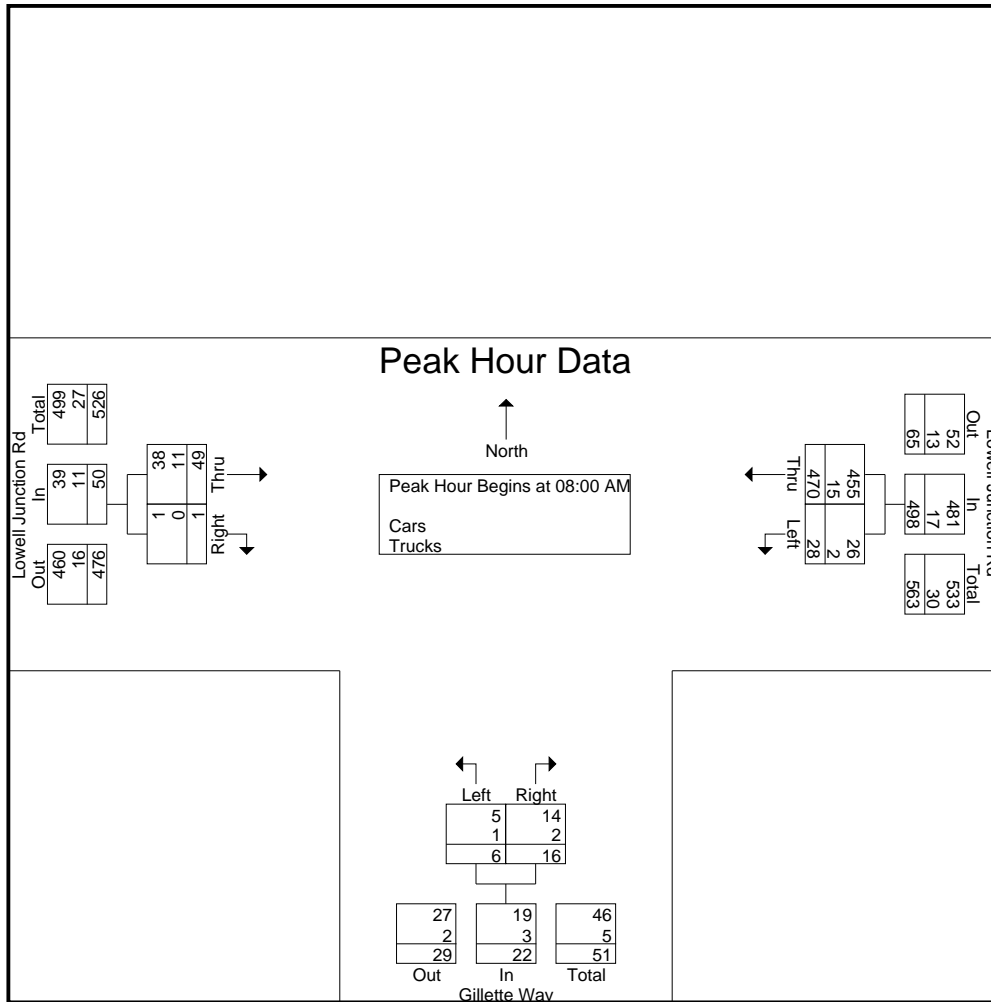 Peak Hour Data
North
Peak Hour Begins at 08:00 AM
Cars
Trucks
Lowell Junction Rd
Total
499
27
526
In
39
11
50
Out
460
16
476
Thru
38
11
49
Right
1
0
1
Lowell Junction Rd
Out
52
13
65
In
481
17
498
Total
533
30
563
Thru
455
15
470
Left
26
2
28
Left Right
5 14
1 2
6 16
27 19 46
2 3 5
29 22 51
Out In Total
Gillette Way